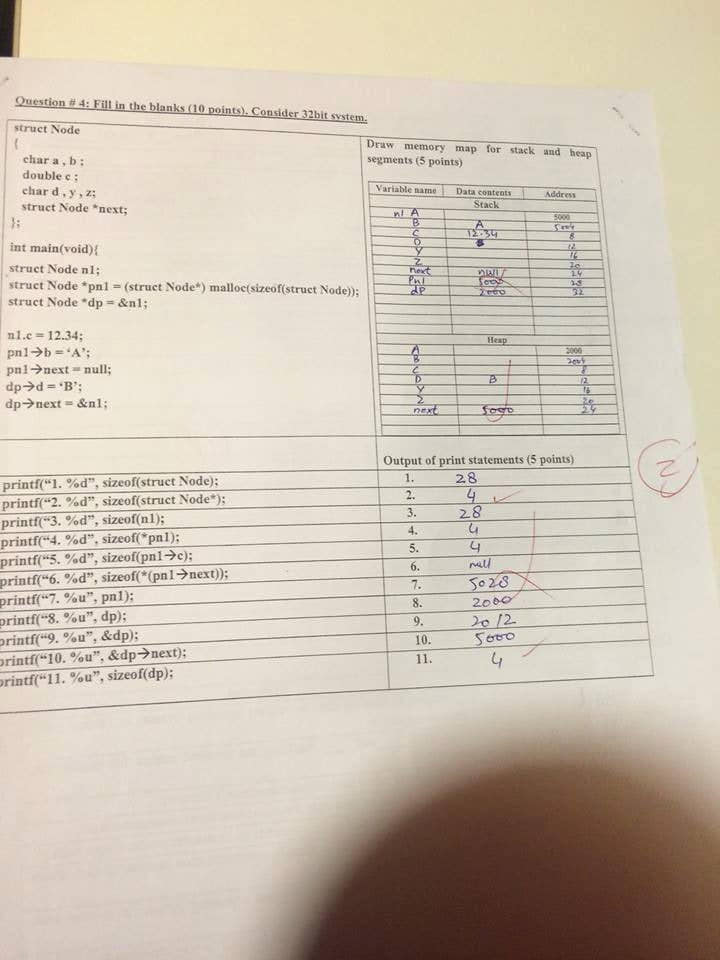 Question # 4: Fill in the blanks (10 points). Consider 32bit system.
struct Node
{
char a , b ;
double c ;
char d , y , z;
struct Node *next;
};
int main(void){
struct Node n1;
struct Node *pn1 = (struct Node*) malloc(sizeof(struct Node));
struct Node *dp = &n1;
n1.c = 12.34;
pn1→b = ‘A’;
pn1→next = null;
dp→d = ‘B’;
dp→next = &n1;
Draw memory map for stack and heap
segments (5 points)
Variable name Data contents Address
Stack
n1 A 5000
B A 5004
C 12.34 8
D 12
Y 16
Z 20
next null 24
Pn1 5000 28
dP 2000 32
Heap
A 2000
B 2004
C 8
D B 12
Y 16
Z 20
next 5000 24
Output of print statements (5 points)
printf(“1. %d”, sizeof(struct Node); 1. 28
printf(“2. %d”, sizeof(struct Node*); 2. 4
printf(“3. %d”, sizeof(n1); 3. 28
printf(“4. %d”, sizeof(*pn1); 4. 4
printf(“5. %d”, sizeof(pn1→c); 5. 4
printf(“6. %d”, sizeof(*(pn1→next)); 6. null
printf(“7. %u”, pn1); 7. 5028
printf(“8. %u”, dp); 8. 2000
printf(“9. %u”, &dp); 9. 2012
printf(“10. %u”, &dp→next); 10. 5000
printf(“11. %u”, sizeof(dp); 11. 4
2